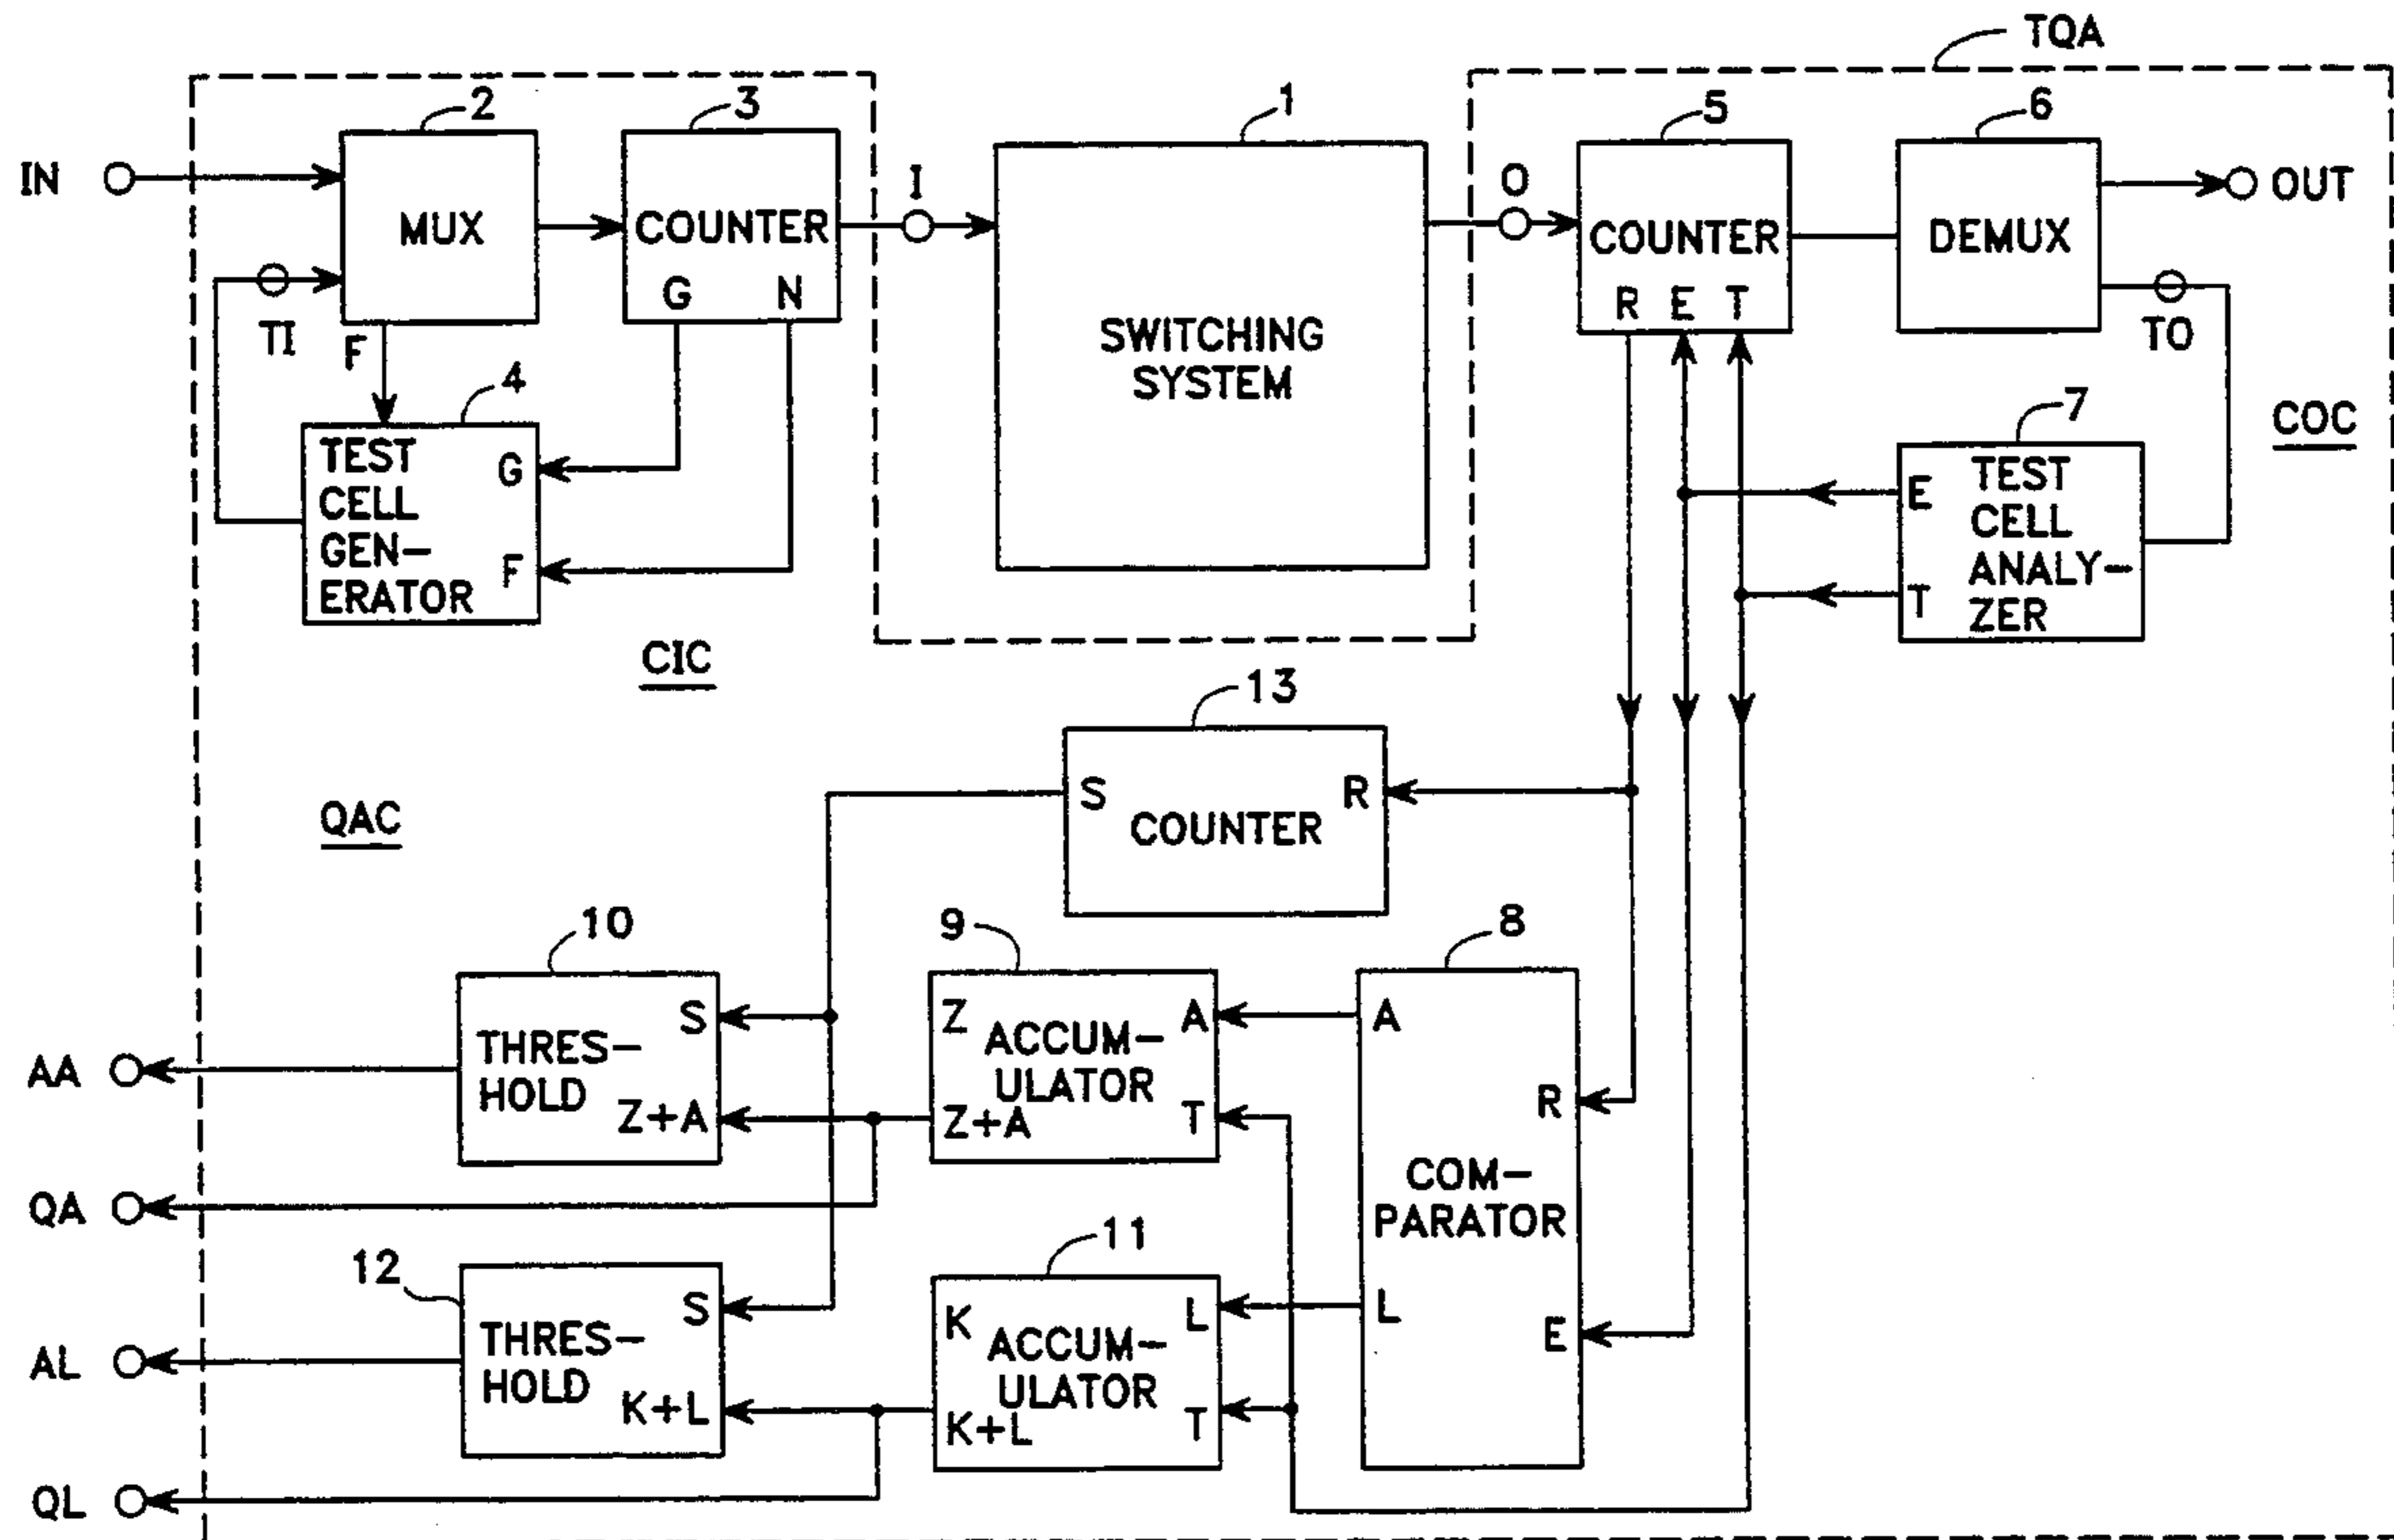 TQA
2
3
1
5
6
IN
MUX
COUNTER
G N
I
SWITCHING
SYSTEM
O
COUNTER
R E T
DEMUX
OUT
TI
F
TO
4
TEST
CELL
GEN-
ERATOR
G
F
7
E
T
TEST
CELL
ANALY-
ZER
COC
CIC
13
S
COUNTER
R
QAC
10
THRES-
HOLD
S
Z+A
9
Z
ACCUM-
ULATOR
A
Z+A
T
8
A
R
COM-
PARATOR
L
E
AA
QA
12
THRES-
HOLD
S
K+L
11
K
ACCUM-
ULATOR
L
K+L
T
AL
QL